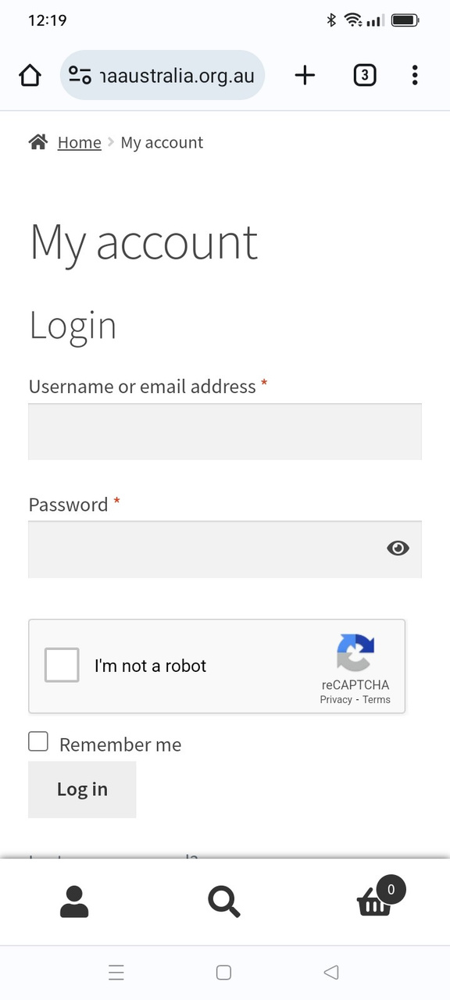 12:19
naaustralia.org.au
3
Home My account
My account
Login
Username or email address *
Password *
I'm not a robot
reCAPTCHA
Privacy - Terms
Remember me
Log in
0